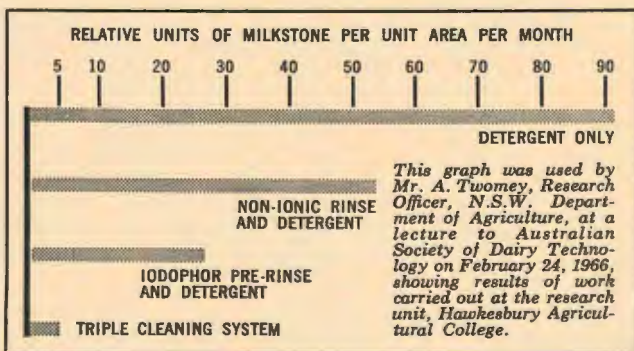 RELATIVE UNITS OF MILKSTONE PER UNIT AREA PER MONTH
5 10 20 30 40 50 60 70 80 90
DETERGENT ONLY
NON-IONIC RINSE
AND DETERGENT
IODOPHOR PRE-RINSE
AND DETERGENT
TRIPLE CLEANING SYSTEM
This graph was used by
Mr. A. Twomey, Research
Officer, N.S.W. Depart-
ment of Agriculture, at a
lecture to Australian
Society of Dairy Techno-
logy on February 24, 1966,
showing results of work
carried out at the research
unit, Hawkesbury Agricul-
tural College.